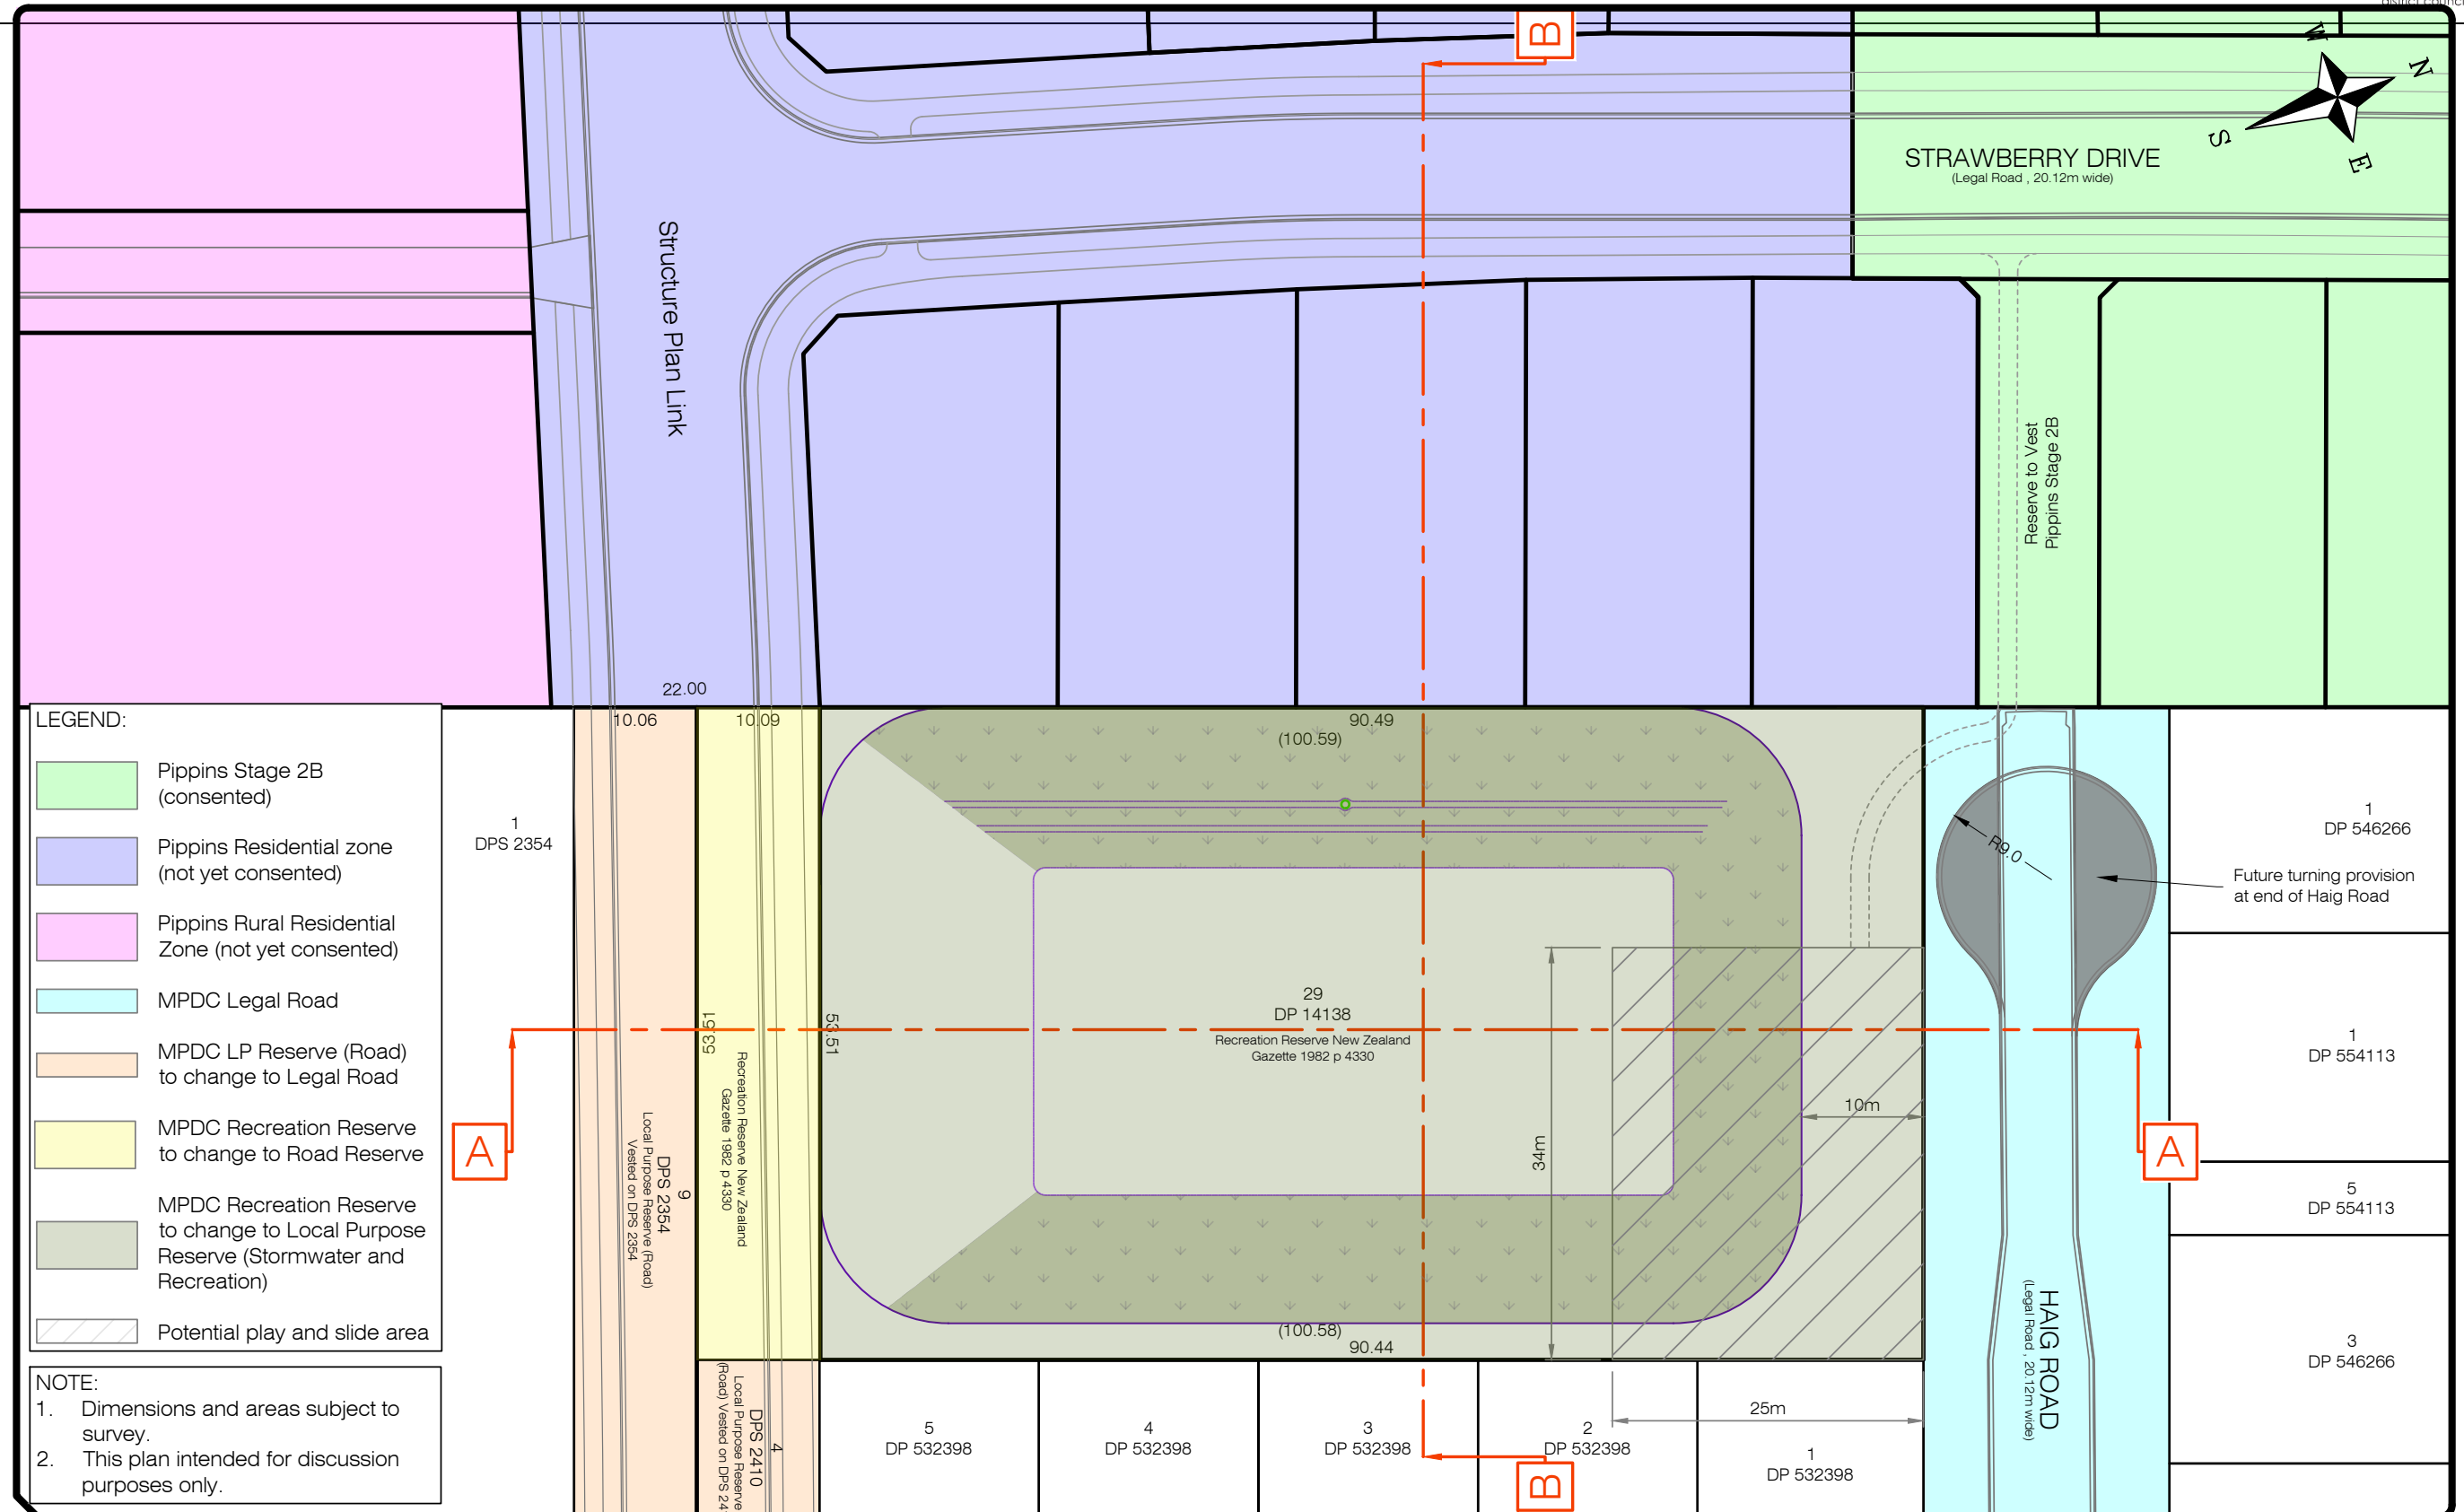 district council
B
W
N
S
E
STRAWBERRY DRIVE
(Legal Road , 20.12m wide)
Structure Plan Link
Reserve to Vest
Pippins Stage 2B
22.00
10.06
10.09
90.49
(100.59)
LEGEND:
Pippins Stage 2B
(consented)
Pippins Residential zone
(not yet consented)
Pippins Rural Residential
Zone (not yet consented)
MPDC Legal Road
MPDC LP Reserve (Road)
to change to Legal Road
MPDC Recreation Reserve
to change to Road Reserve
MPDC Recreation Reserve
to change to Local Purpose
Reserve (Stormwater and
Recreation)
Potential play and slide area
NOTE:
1. Dimensions and areas subject to
survey.
2. This plan intended for discussion
purposes only.
1
DPS 2354
A
9
DPS 2354
Local Purpose Reserve (Road)
Vested on DPS 2354
53.51
Recreation Reserve New Zealand
Gazette 1982 p 4330
53.51
4
DPS 2410
Local Purpose Reserve
(Road) Vested on DPS 24
29
DP 14138
Recreation Reserve New Zealand
Gazette 1982 p 4330
34m
10m
25m
(100.58)
90.44
R9.0
Future turning provision
at end of Haig Road
1
DP 546266
1
DP 554113
A
5
DP 554113
3
DP 546266
HAIG ROAD
(Legal Road , 20.12m wide)
5
DP 532398
4
DP 532398
3
DP 532398
2
DP 532398
1
DP 532398
B